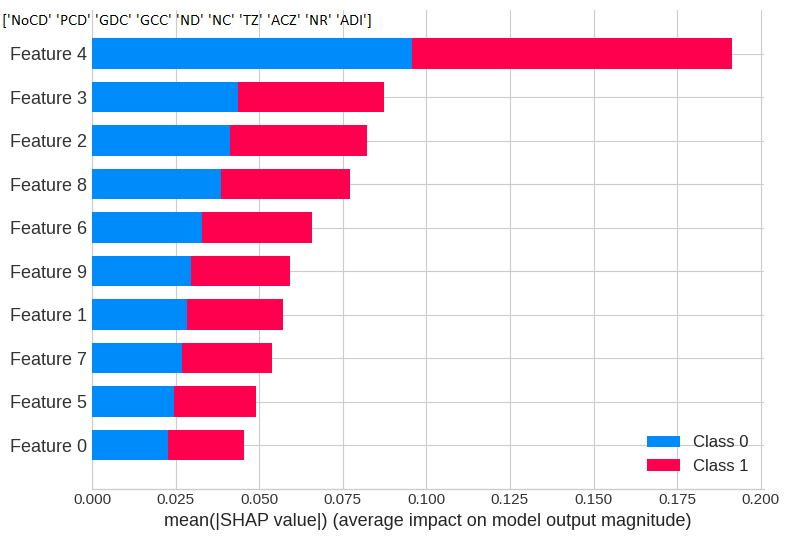 ['NoCD' 'PCD' 'GDC' 'GCC' 'ND' 'NC' 'TZ' 'ACZ' 'NR' 'ADI']
Feature 4
Feature 3
Feature 2
Feature 8
Feature 6
Feature 9
Feature 1
Feature 7
Feature 5
Feature 0
Class 0
Class 1
0.000 0.025 0.050 0.075 0.100 0.125 0.150 0.175 0.200
mean(|SHAP value|) (average impact on model output magnitude)